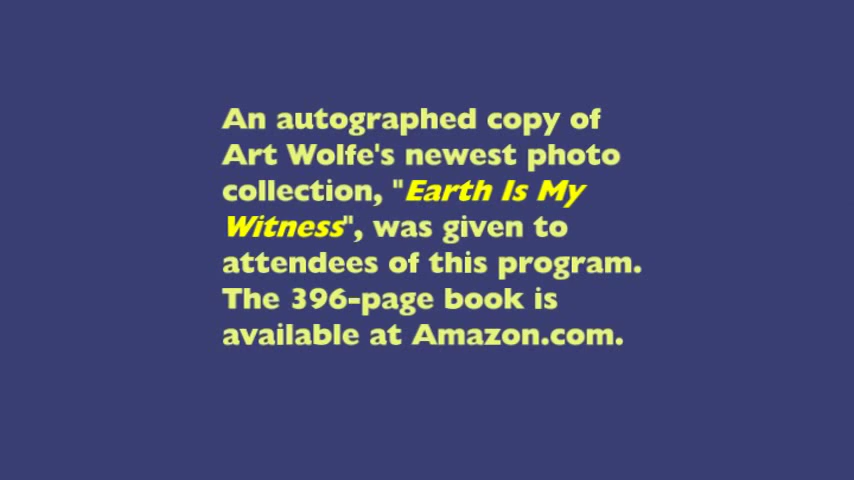 An autographed copy of
Art Wolfe's newest photo
collection, "Earth Is My
Witness", was given to
attendees of this program.
The 396-page book is
available at Amazon.com.